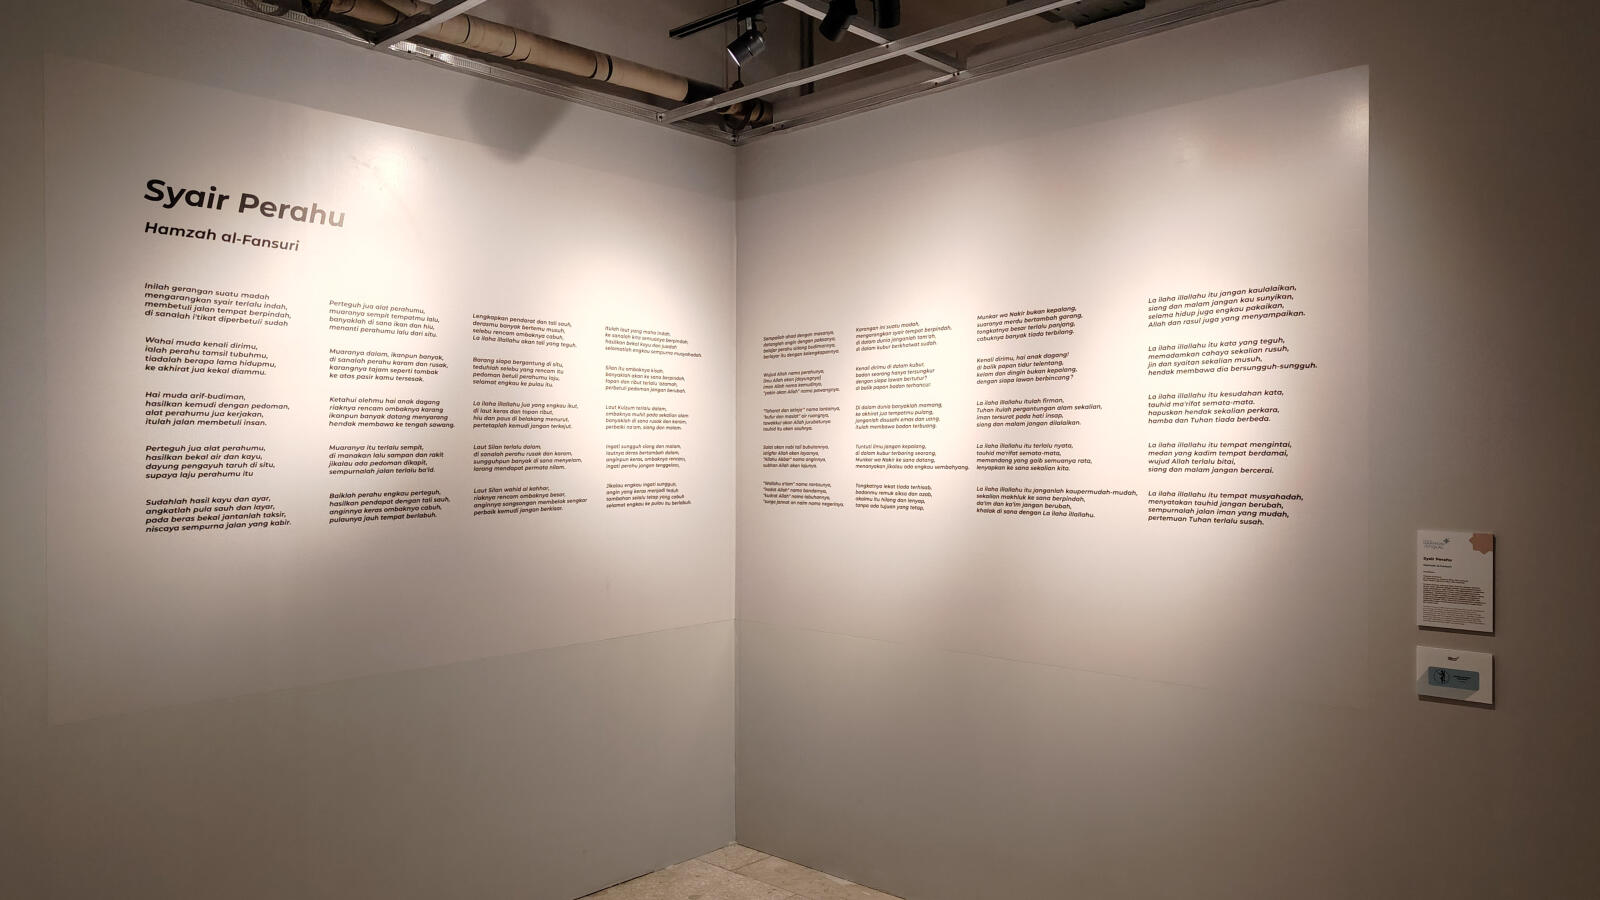 Syair Perahu
Hamzah al-Fansuri
Inilah gerangan suatu madah
mengarangkan syair terlalu indah,
membetuli jalan tempat berpindah,
di sanalah i'tikat diperbetuli sudah
Wahai muda kenali dirimu,
ialah perahu tamsil tubuhmu,
tiadalah berapa lama hidupmu,
ke akhirat jua kekal diammu.
Hai muda arif-budiman,
hasilkan kemudi dengan pedoman,
alat perahumu jua kerjakan,
itulah jalan membetuli insan.
Perteguh jua alat perahumu,
hasilkan bekal air dan kayu,
dayung pengayuh taruh di situ,
supaya laju perahumu itu
Sudahlah hasil kayu dan ayar,
angkatlah pula sauh dan layar,
pada beras bekal jantanlah taksir,
niscaya sempurna jalan yang kabir.
Perteguh jua alat perahumu,
muaranya sempit tempatmu lalu,
banyaklah di sana ikan dan hiu,
menanti perahumu lalu dari situ.
Muaranya dalam, ikanpun banyak,
di sanalah perahu karam dan rusak,
karangnya tajam seperti tombak
ke atas pasir kamu tersesak.
Ketahui olehmu hai anak dagang
riaknya rencam ombaknya karang
ikanpun banyak datang menyarang
hendak membawa ke tengah sawang.
Muaranya itu terlalu sempit,
di manakan lalu sampan dan rakit
jikalau ada pedoman dikapit,
sempurnalah jalan terlalu ba'id.
Baiklah perahu engkau perteguh,
hasilkan pendapat dengan tali sauh,
anginnya keras ombaknya cabuh,
pulaunya jauh tempat berlabuh.
Lengkapkan pendarat dan tali sauh,
derasmu banyak bertemu musuh,
selebu rencam ombaknya cabuh,
La ilaha illallahu akan tali yang teguh.
Barang siapa bergantung di situ,
teduhlah selebu yang rencam itu
pedoman betuli perahumu laju,
selamat engkau ke pulau itu.
La ilaha illallahu jua yang engkau ikut,
di laut keras dan topan ribut,
hiu dan paus di belakang menurut,
pertetaplah kemudi jangan terkejut.
Laut Silan terlalu dalam,
di sanalah perahu rusak dan karam,
sungguhpun banyak di sana menyelam,
larang mendapat permata nilam.
Laut Silan wahid al kahhar,
riaknya rencam ombaknya besar,
anginnya songsongan membelok sengkar
perbaik kemudi jangan berkisar.
Itulah laut yang maha indah,
ke sanalah kita semuanya berpindah,
hasilkan bekal kayu dan juadah
selamatlah engkau sempurna musyahadah.
Silan itu ombaknya kisah,
banyaklah akan ke sana berpindah,
topan dan ribut terlalu 'azamah,
perbetuli pedoman jangan berubah.
Laut Kulzum terlalu dalam,
ombaknya muhit pada sekalian alam
banyaklah di sana rusak dan karam,
perbaiki na'am, siang dan malam.
Ingati sungguh siang dan malam,
lautnya deras bertambah dalam,
anginpun keras, ombaknya rencam,
ingati perahu jangan tenggelam.
Jikalau engkau ingati sungguh,
angin yang keras menjadi teduh
tambahan selalu tetap yang cabuh
selamat engkau ke pulau itu berlabuh.
Sampailah ahad dengan masanya,
datanglah angin dengan paksanya,
belajar perahu sidang budimannya,
berlayar itu dengan kelengkapannya.
Wujud Allah nama perahunya,
ilmu Allah akan [dayungnya]
iman Allah nama kemudinya,
"yakin akan Allah" nama pawangnya.
"Taharat dan istinja'" nama lantainya,
"kufur dan masiat" air ruangnya,
tawakkul akan Allah jurubatunya
tauhid itu akan sauhnya.
Salat akan nabi tali bubutannya,
istigfar Allah akan layarnya,
"Allahu Akbar" nama anginnya,
subhan Allah akan lajunya.
"Wallahu a'lam" nama rantaunya,
"iradat Allah" nama bandarnya,
"kudrat Allah" nama labuhannya,
"surga jannat an naim nama negerinya.
Karangan ini suatu madah,
mengarangkan syair tempat berpindah,
di dalam dunia janganlah tam'ah,
di dalam kubur berkhalwat sudah.
Kenali dirimu di dalam kubur,
badan seorang hanya tersungkur
dengan siapa lawan bertutur?
di balik papan badan terhancur.
Di dalam dunia banyaklah mamang,
ke akhirat jua tempatmu pulang,
janganlah disusahi emas dan uang,
itulah membawa badan terbuang.
Tuntuti ilmu jangan kepalang,
di dalam kubur terbaring seorang,
Munkar wa Nakir ke sana datang,
menanyakan jikalau ada engkau sembahyang.
Tongkatnya lekat tiada terhisab,
badanmu remuk siksa dan azab,
akalmu itu hilang dan lenyap,
tanpa ada tujuan yang tetap.
Munkar wa Nakir bukan kepalang,
suaranya merdu bertambah garang,
tongkatnya besar terlalu panjang,
cabuknya banyak tiada terbilang.
Kenali dirimu, hai anak dagang!
di balik papan tidur telentang,
kelam dan dingin bukan kepalang,
dengan siapa lawan berbincang?
La ilaha illallahu itulah firman,
Tuhan itulah pergantungan alam sekalian,
iman tersurat pada hati insap,
siang dan malam jangan dilalaikan.
La ilaha illallahu itu terlalu nyata,
tauhid ma'rifat semata-mata,
memandang yang gaib semuanya rata,
lenyapkan ke sana sekalian kita.
La ilaha illallahu itu janganlah kaupermudah-mudah,
sekalian makhluk ke sana berpindah,
da'im dan ka'im jangan berubah,
khalak di sana dengan La ilaha illallahu.
La ilaha illallahu itu jangan kaulalaikan,
siang dan malam jangan kau sunyikan,
selama hidup juga engkau pakaikan,
Allah dan rasul juga yang menyampaikan.
La ilaha illallahu itu kata yang teguh,
memadamkan cahaya sekalian rusuh,
jin dan syaitan sekalian musuh,
hendak membawa dia bersungguh-sungguh.
La ilaha illallahu itu kesudahan kata,
tauhid ma'rifat semata-mata.
hapuskan hendak sekalian perkara,
hamba dan Tuhan tiada berbeda.
La ilaha illallahu itu tempat mengintai,
medan yang kadim tempat berdamai,
wujud Allah terlalu bitai,
siang dan malam jangan bercerai.
La ilaha illallahu itu tempat musyahadah,
menyatakan tauhid jangan berubah,
sempurnalah jalan iman yang mudah,
pertemuan Tuhan terlalu susah.
Syair Perahu
Hamzah al-Fansuri